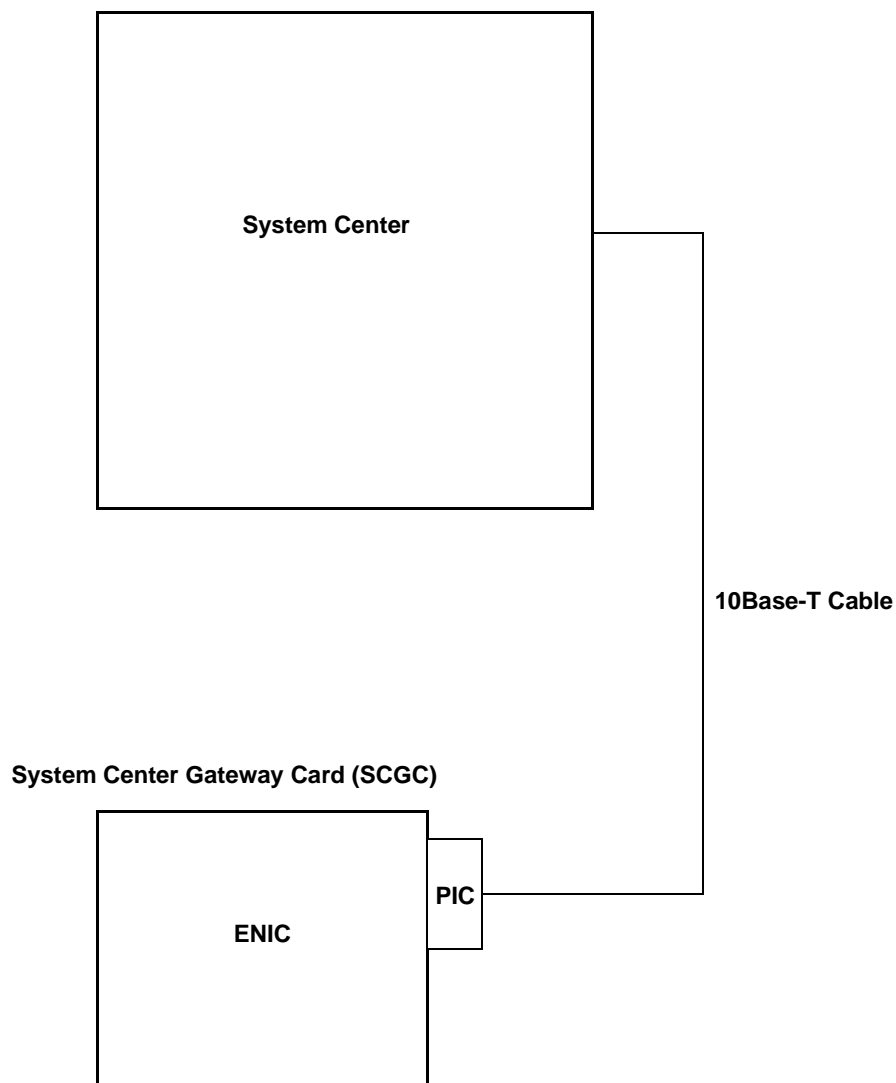 System Center
10Base-T Cable
System Center Gateway Card (SCGC)
PIC
ENIC